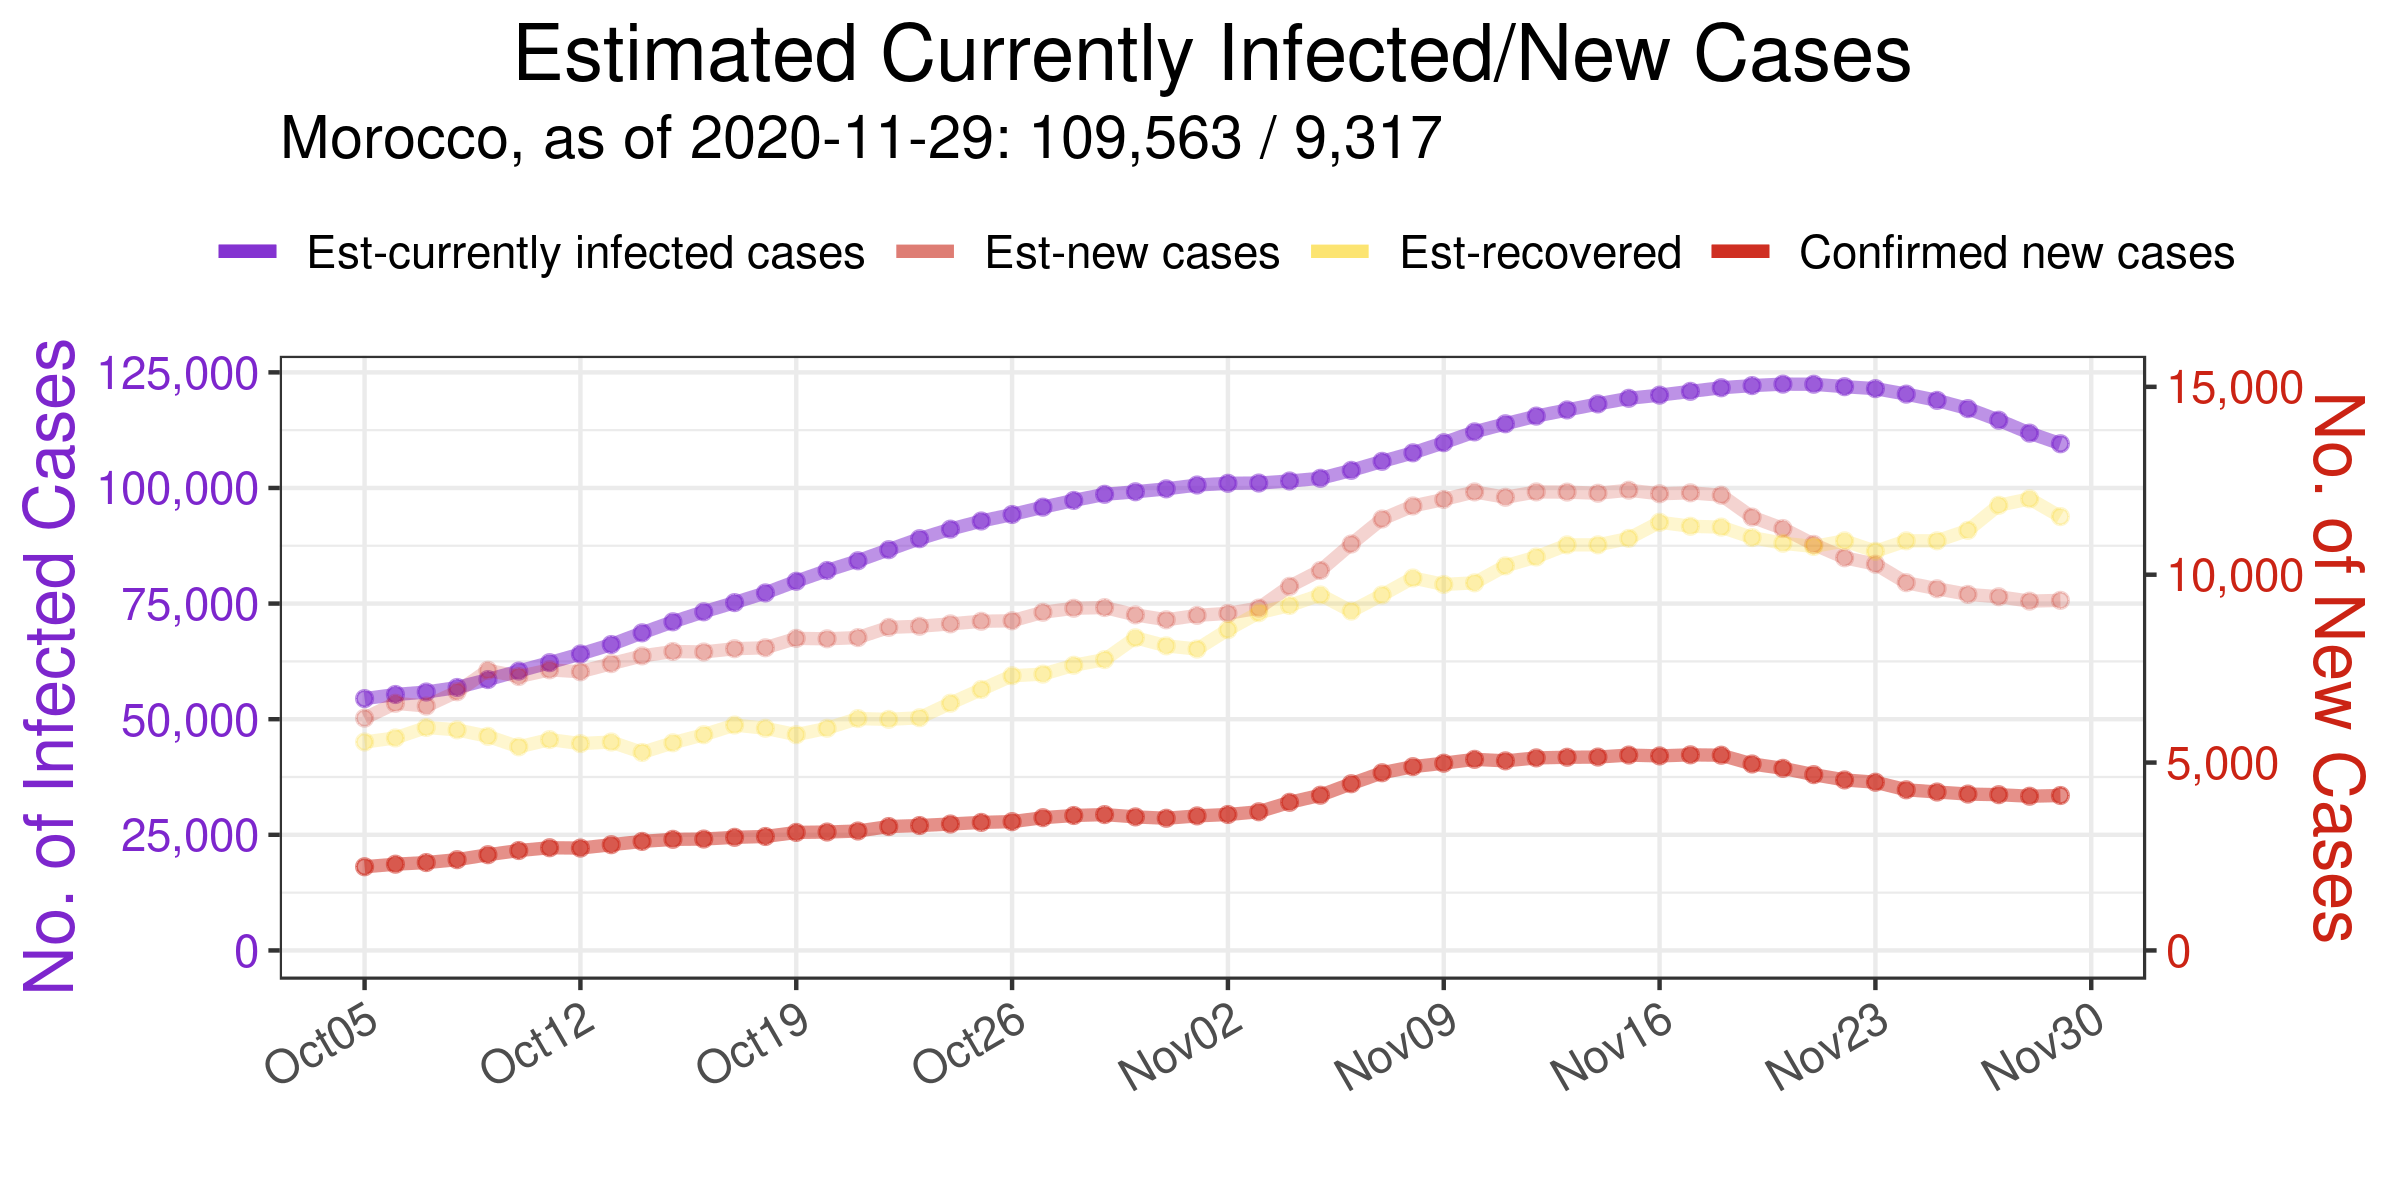 Estimated Currently Infected/New Cases
Morocco, as of 2020-11-29: 109,563 / 9,317
Est-currently infected cases Est-new cases Est-recovered Confirmed new cases
No. of Infected Cases
125,000
100,000
75,000
50,000
25,000
0
15,000
10,000
5,000
0
No. of New Cases
Oct05 Oct12 Oct19 Oct26 Nov02 Nov09 Nov16 Nov23 Nov30